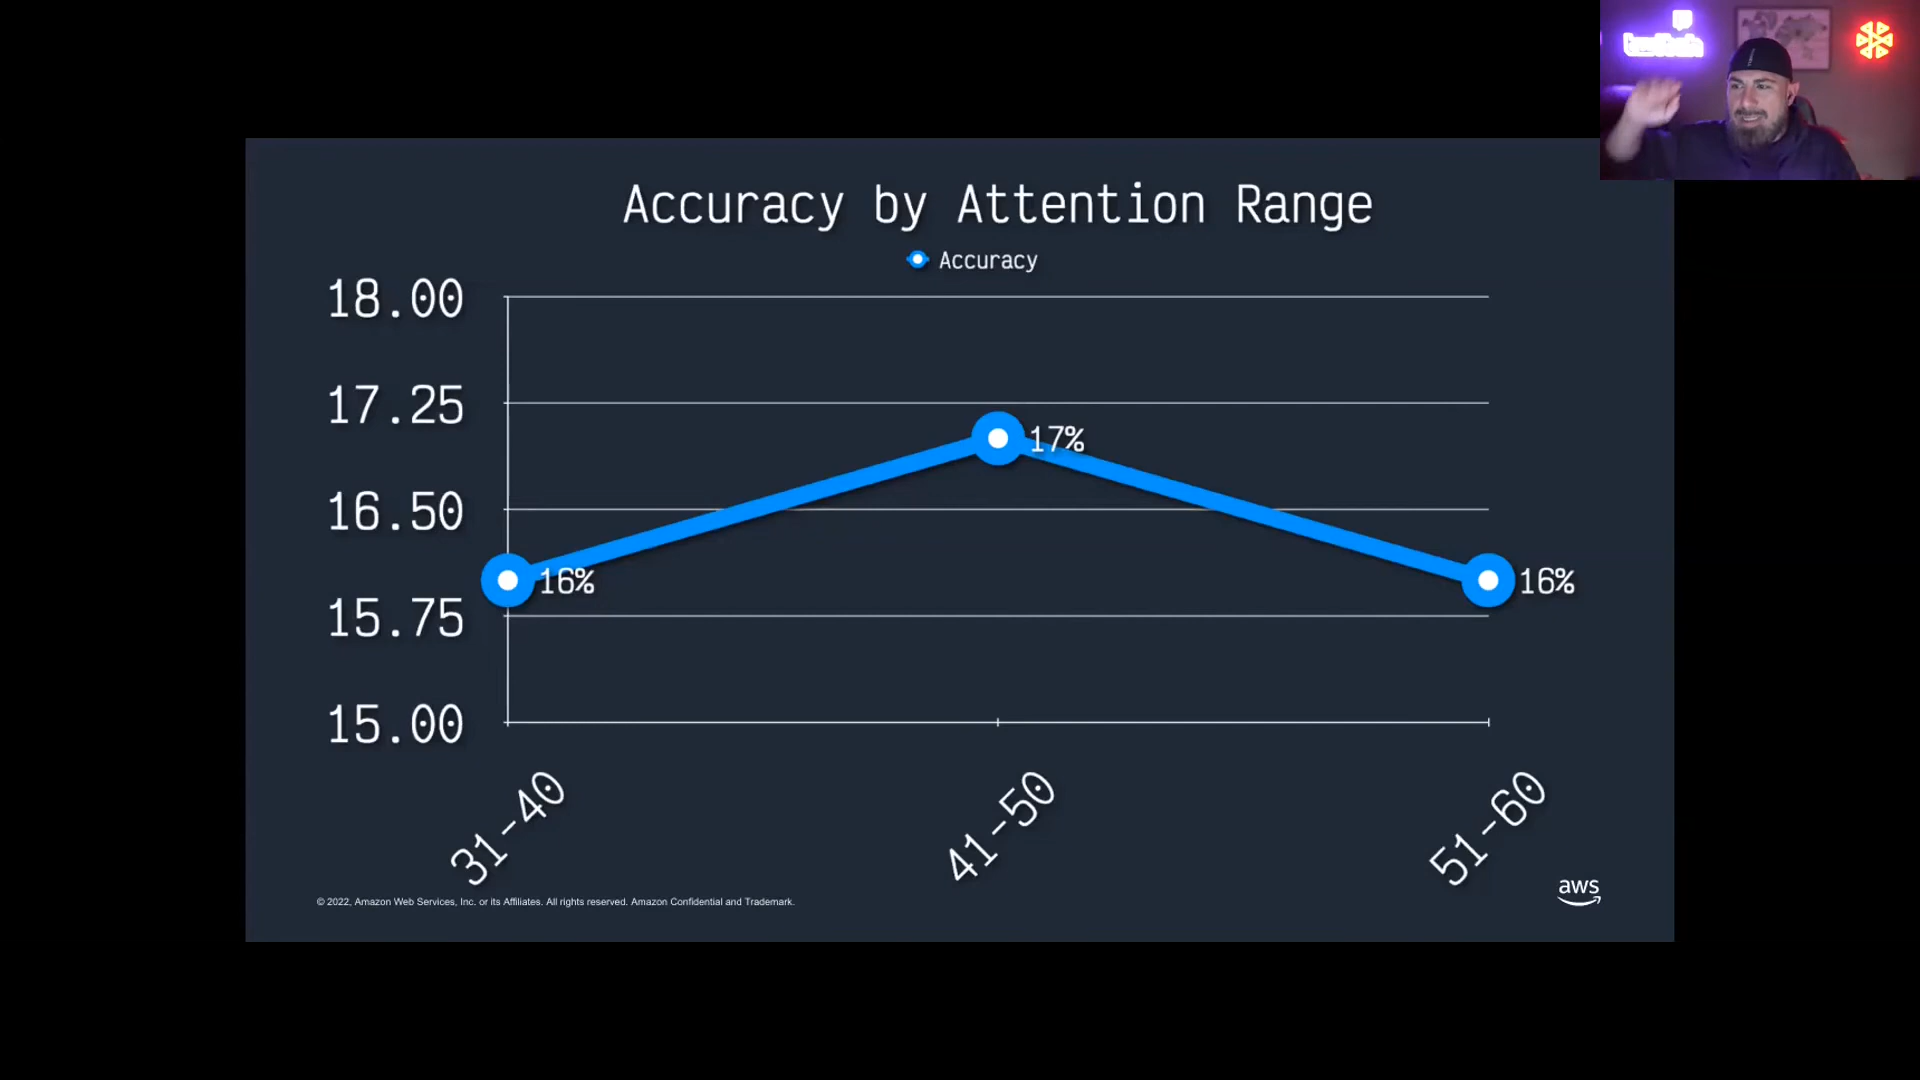 Accuracy by Attention Range
Accuracy
18.00
17.25
16.50
15.75
15.00
17%
16%
16%
31-40
41-50
51-60
© 2022, Amazon Web Services, Inc. or its Affiliates. All rights reserved. Amazon Confidential and Trademark.
aws